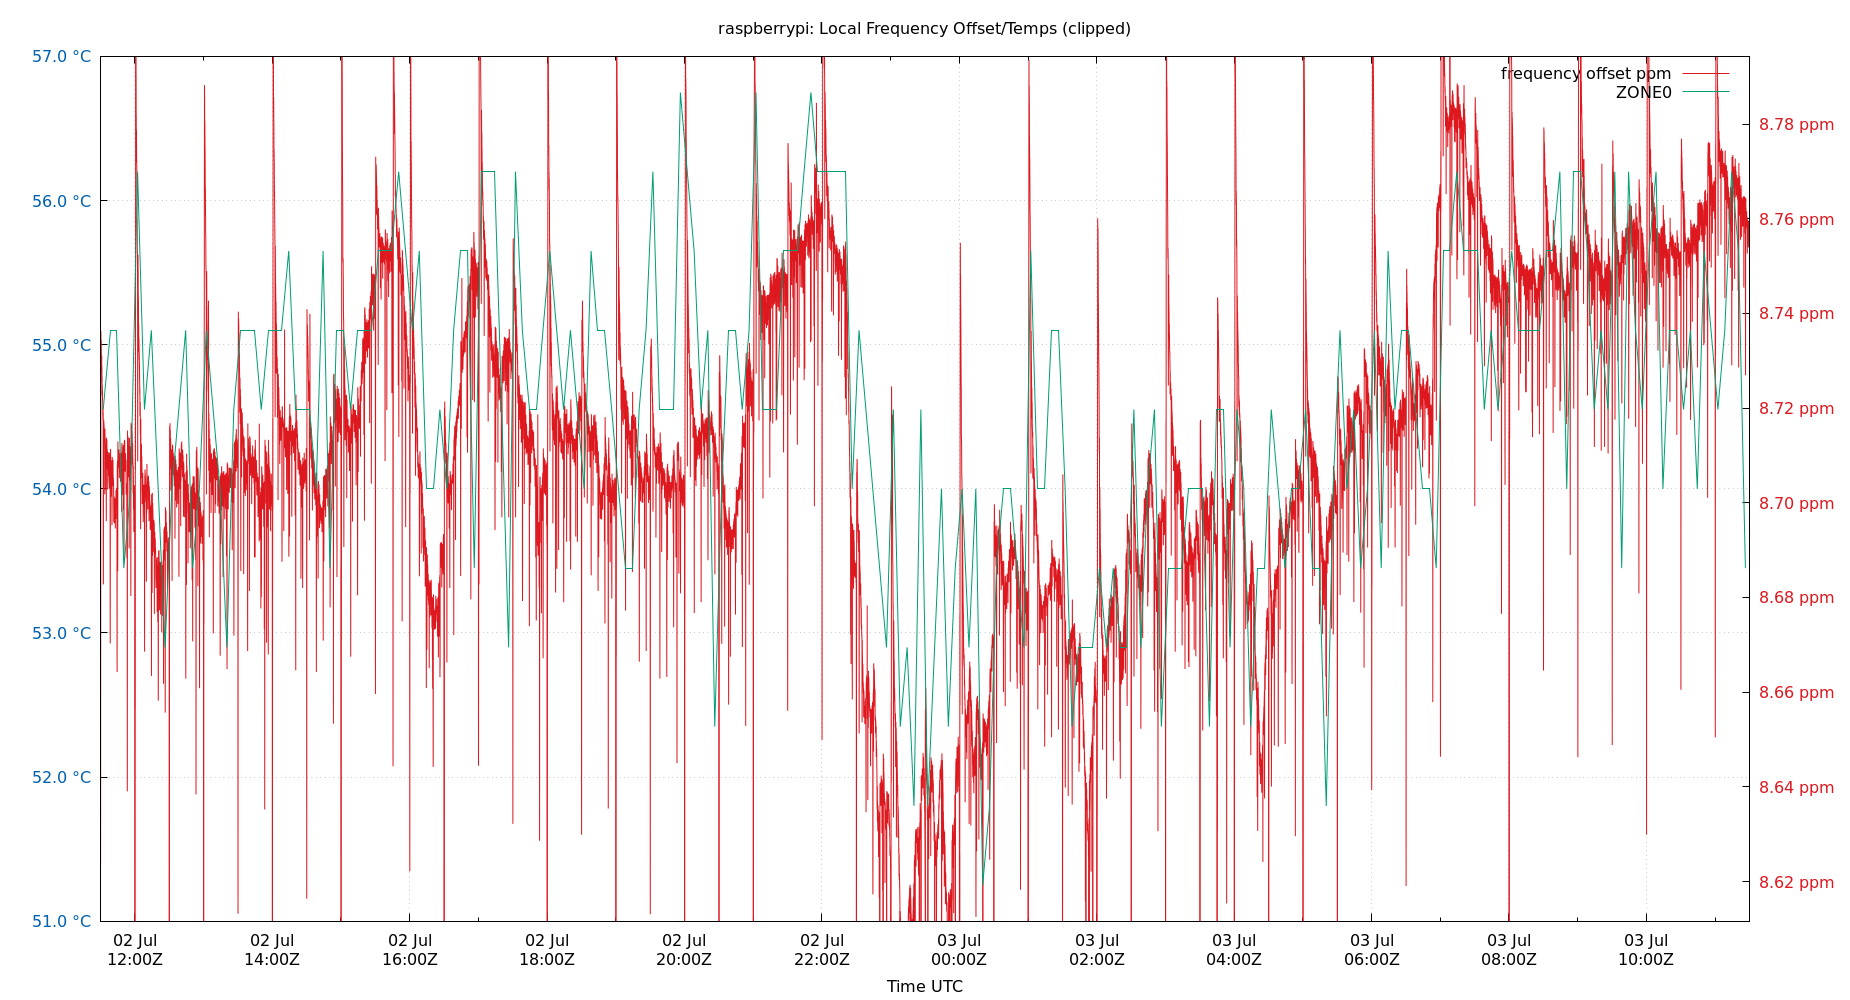 raspberrypi: Local Frequency Offset/Temps (clipped)
57.0 °C
56.0 °C
55.0 °C
54.0 °C
53.0 °C
52.0 °C
51.0 °C
frequency offset ppm
ZONE0
8.78 ppm
8.76 ppm
8.74 ppm
8.72 ppm
8.70 ppm
8.68 ppm
8.66 ppm
8.64 ppm
8.62 ppm
02 Jul
12:00Z
02 Jul
14:00Z
02 Jul
16:00Z
02 Jul
18:00Z
02 Jul
20:00Z
02 Jul
22:00Z
03 Jul
00:00Z
03 Jul
02:00Z
03 Jul
04:00Z
03 Jul
06:00Z
03 Jul
08:00Z
03 Jul
10:00Z
Time UTC